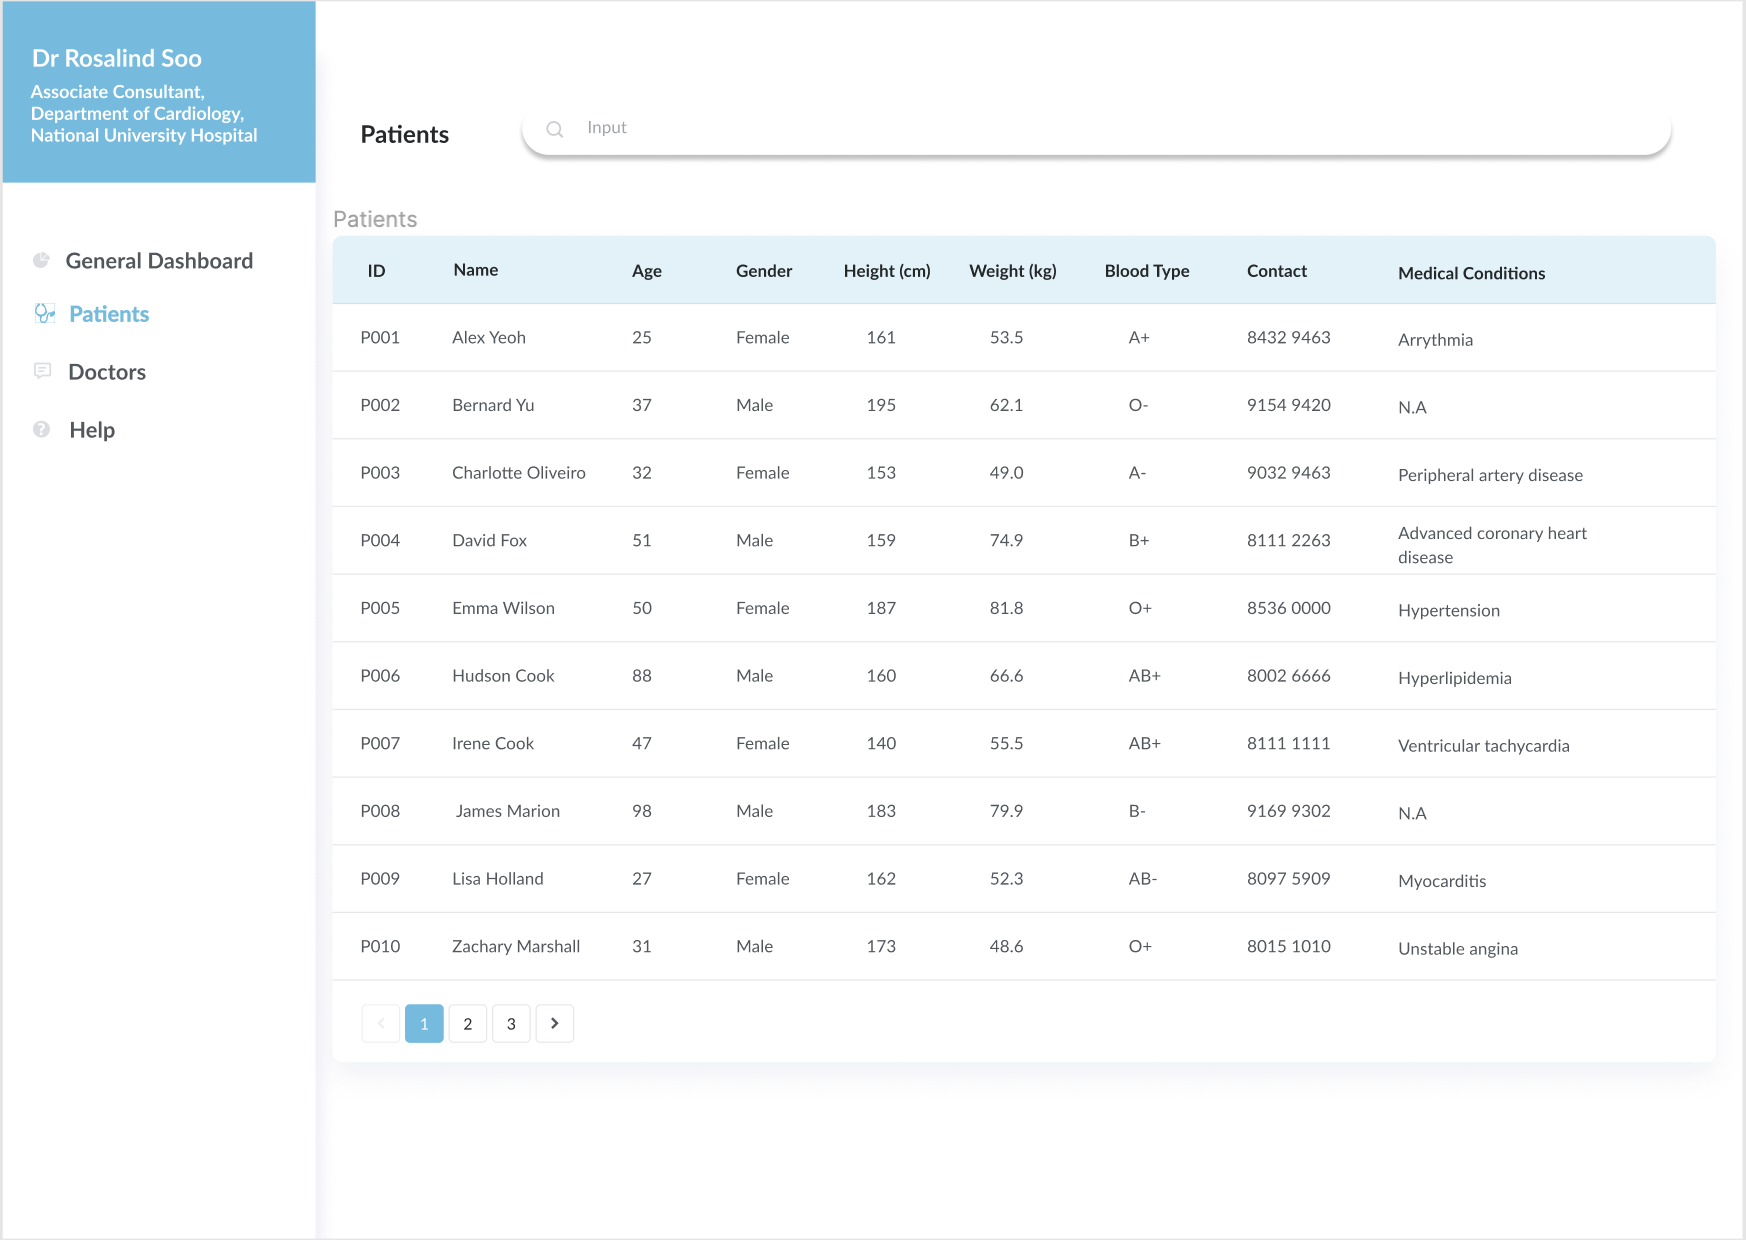 Dr Rosalind Soo
Associate Consultant,
Department of Cardiology,
National University Hospital
General Dashboard
Patients
Doctors
Help
Patients
Input
Patients
ID Name Age Gender Height (cm) Weight (kg) Blood Type Contact Medical Conditions
P001 Alex Yeoh 25 Female 161 53.5 A+ 8432 9463 Arrythmia
P002 Bernard Yu 37 Male 195 62.1 O- 9154 9420 N.A
P003 Charlotte Oliveiro 32 Female 153 49.0 A- 9032 9463 Peripheral artery disease
P004 David Fox 51 Male 159 74.9 B+ 8111 2263 Advanced coronary heart
disease
P005 Emma Wilson 50 Female 187 81.8 O+ 8536 0000 Hypertension
P006 Hudson Cook 88 Male 160 66.6 AB+ 8002 6666 Hyperlipidemia
P007 Irene Cook 47 Female 140 55.5 AB+ 8111 1111 Ventricular tachycardia
P008 James Marion 98 Male 183 79.9 B- 9169 9302 N.A
P009 Lisa Holland 27 Female 162 52.3 AB- 8097 5909 Myocarditis
P010 Zachary Marshall 31 Male 173 48.6 O+ 8015 1010 Unstable angina
1 2 3